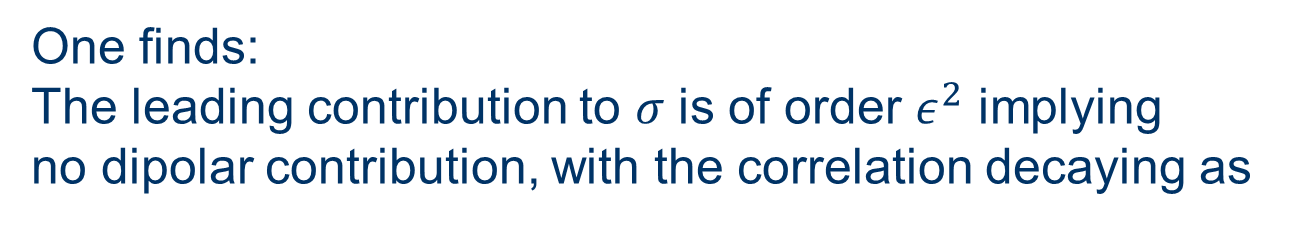 One finds:
The leading contribution to σ is of order ϵ² implying
no dipolar contribution, with the correlation decaying as